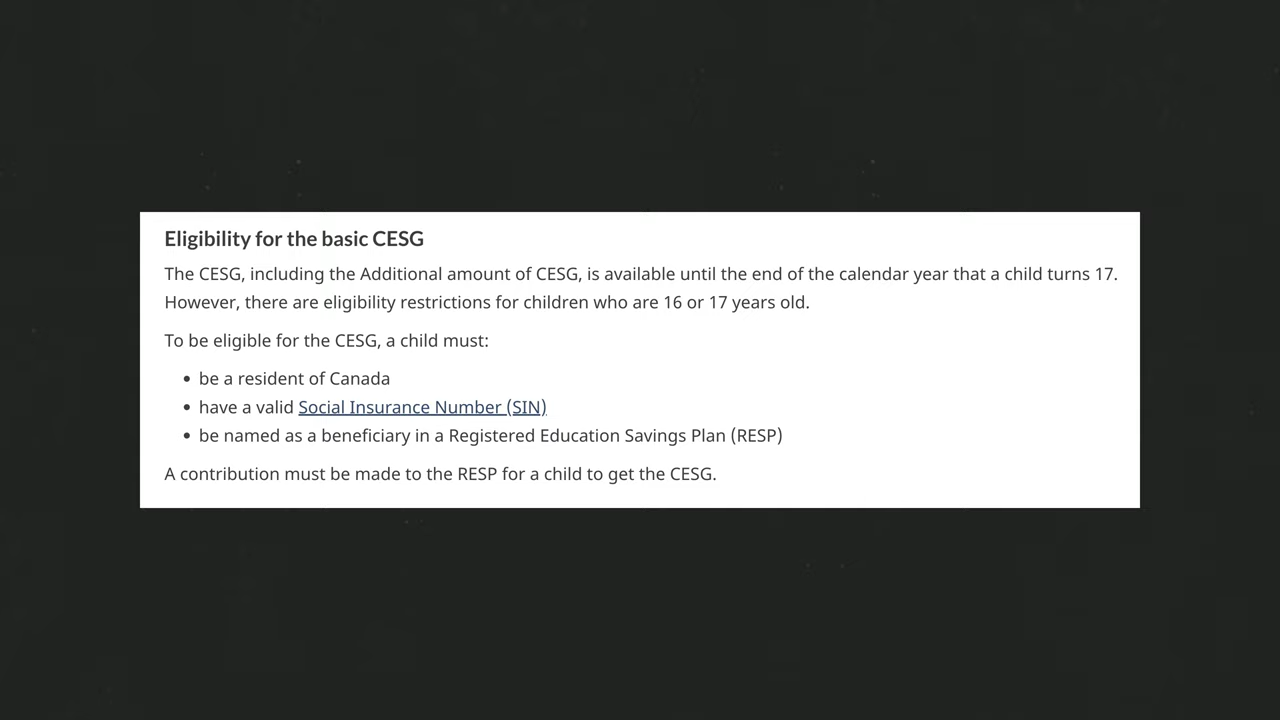 Eligibility for the basic CESG
The CESG, including the Additional amount of CESG, is available until the end of the calendar year that a child turns 17.
However, there are eligibility restrictions for children who are 16 or 17 years old.
To be eligible for the CESG, a child must:
• be a resident of Canada
• have a valid Social Insurance Number (SIN)
• be named as a beneficiary in a Registered Education Savings Plan (RESP)
A contribution must be made to the RESP for a child to get the CESG.